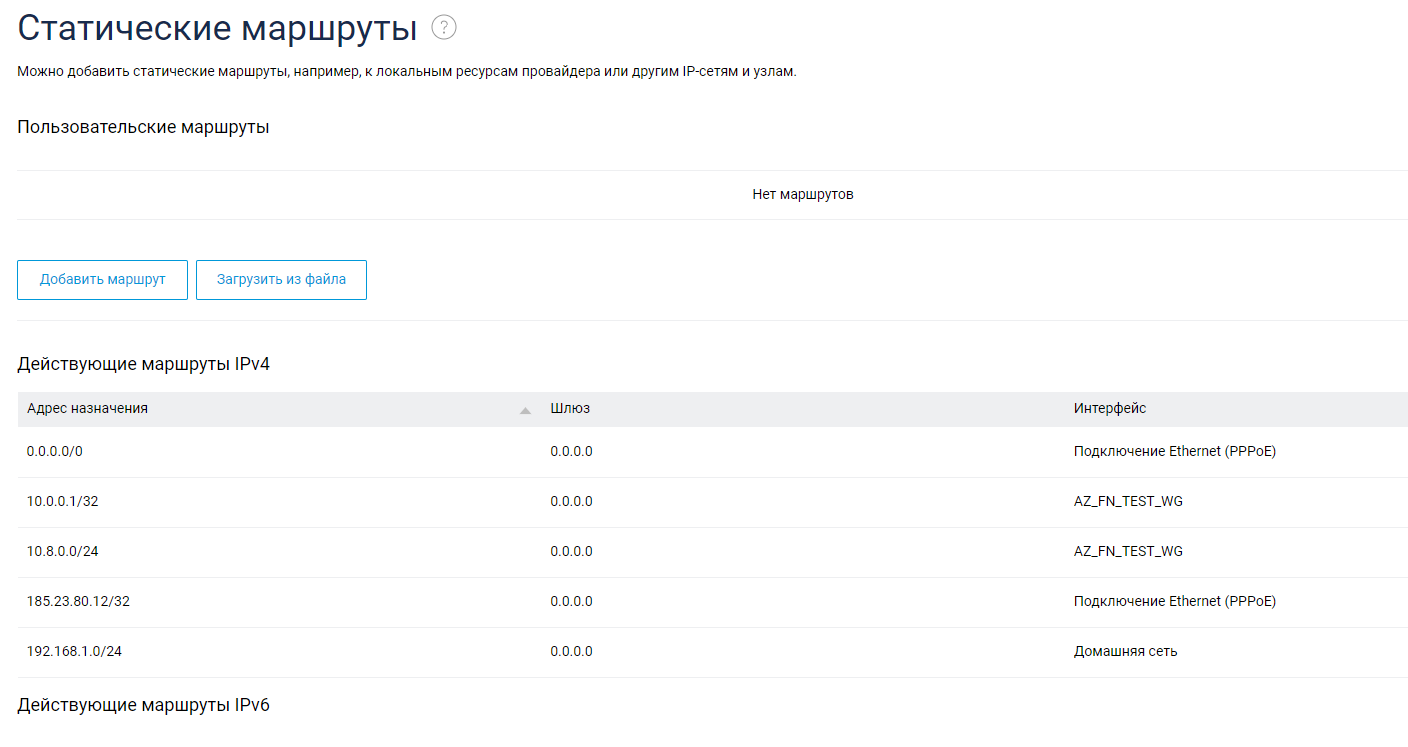 Статические маршруты ?
Можно добавить статические маршруты, например, к локальным ресурсам провайдера или другим IP-сетям и узлам.
Пользовательские маршруты
Нет маршрутов
Добавить маршрут Загрузить из файла
Действующие маршруты IPv4
Адрес назначения Шлюз Интерфейс
0.0.0.0/0 0.0.0.0 Подключение Ethernet (PPPoE)
10.0.0.1/32 0.0.0.0 AZ_FN_TEST_WG
10.8.0.0/24 0.0.0.0 AZ_FN_TEST_WG
185.23.80.12/32 0.0.0.0 Подключение Ethernet (PPPoE)
192.168.1.0/24 0.0.0.0 Домашняя сеть
Действующие маршруты IPv6